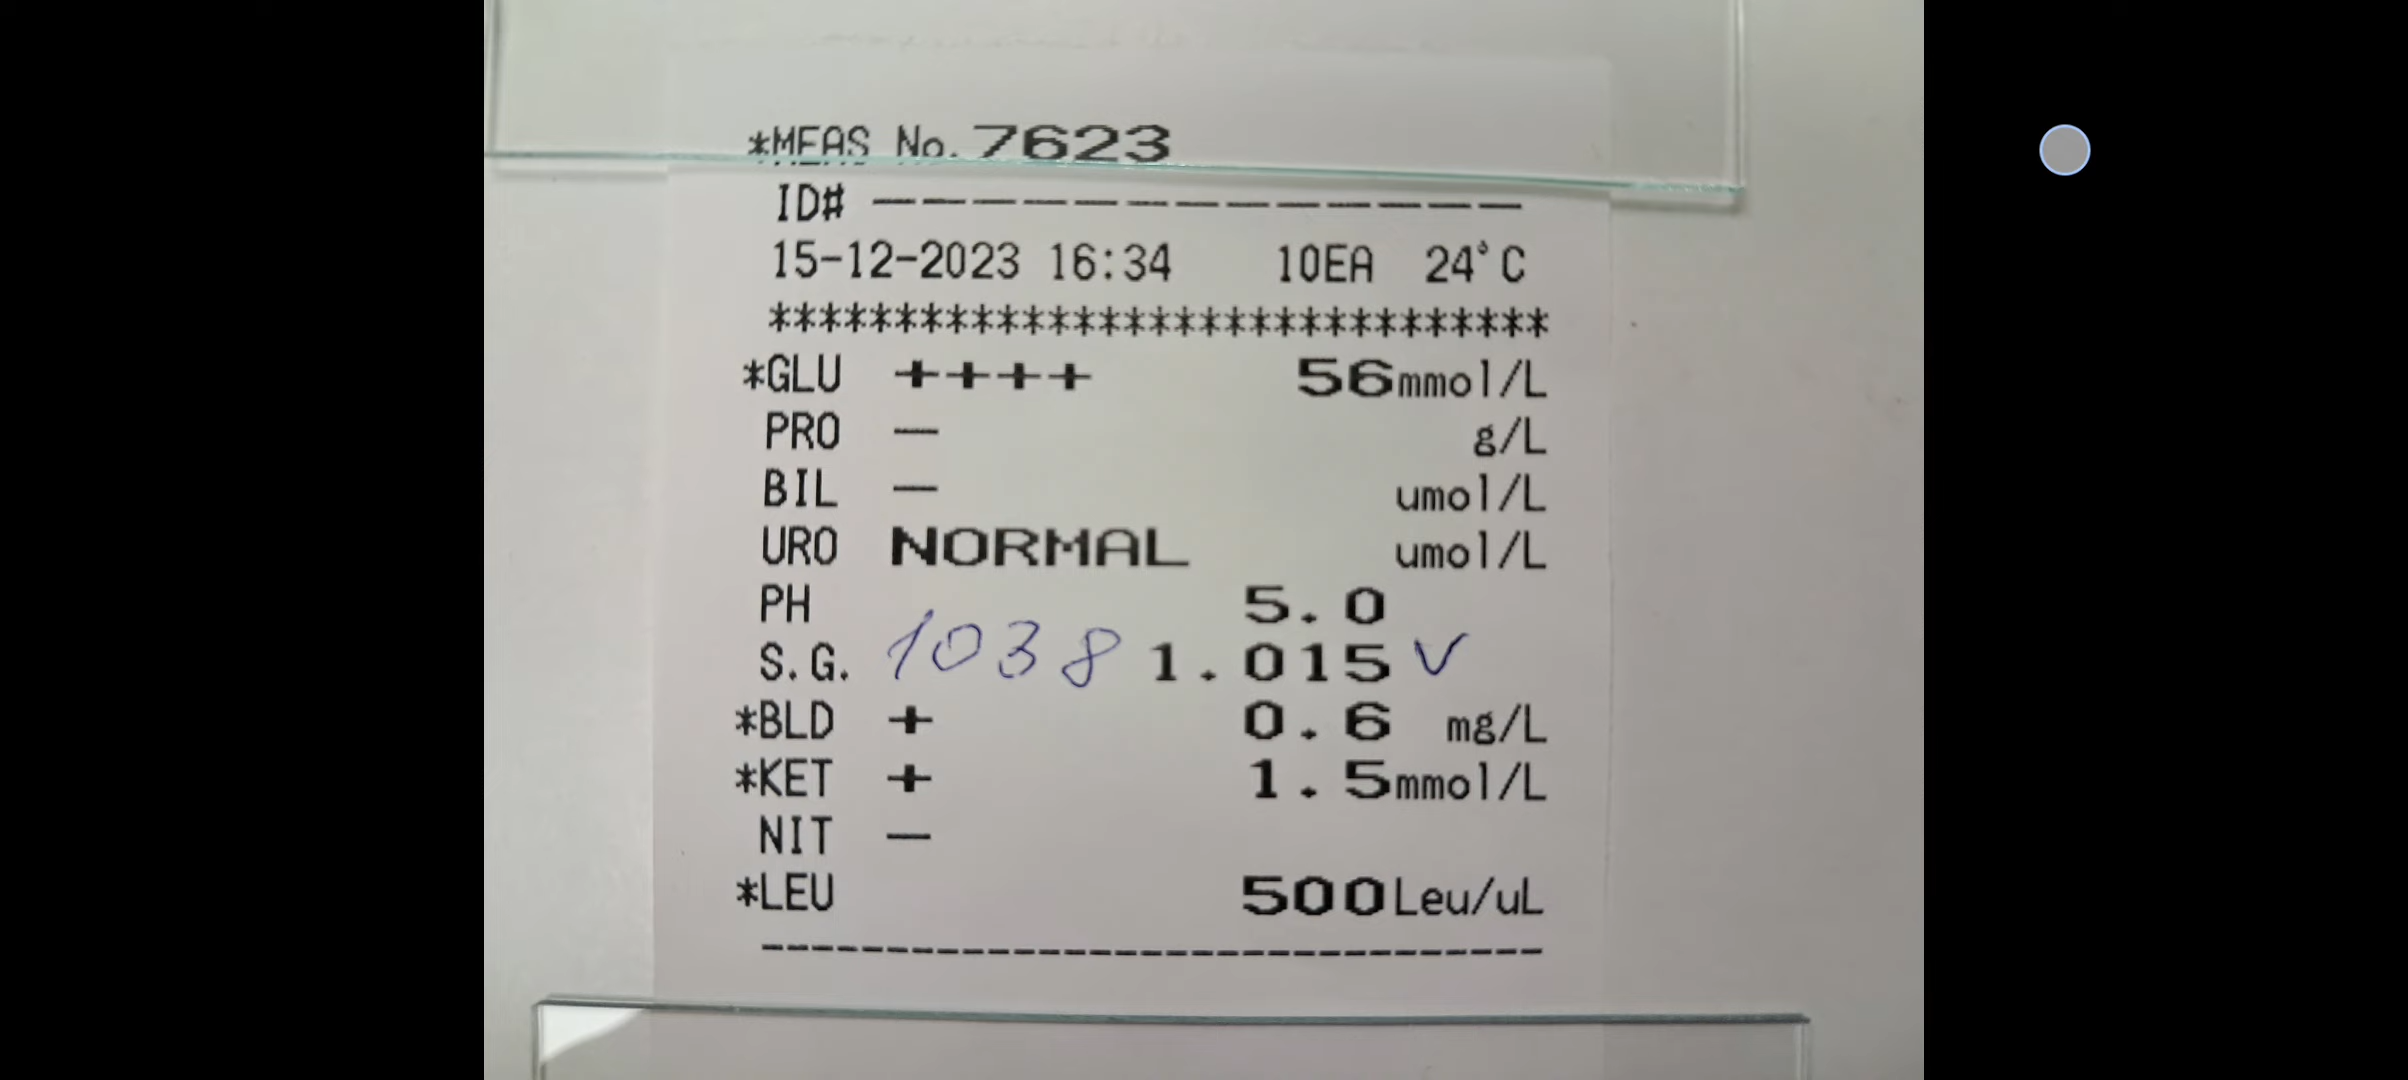 *MEAS No. 7623
ID# --------------------------
15-12-2023 16:34 10EA 24°C
*******************************
*GLU ++++ 56mmol/L
PRO - g/L
BIL - umol/L
URO NORMAL umol/L
PH 5.0
S.G. 1038 1.015 V
*BLD + 0.6 mg/L
*KET + 1.5mmol/L
NIT -
*LEU 500Leu/uL
-------------------------------